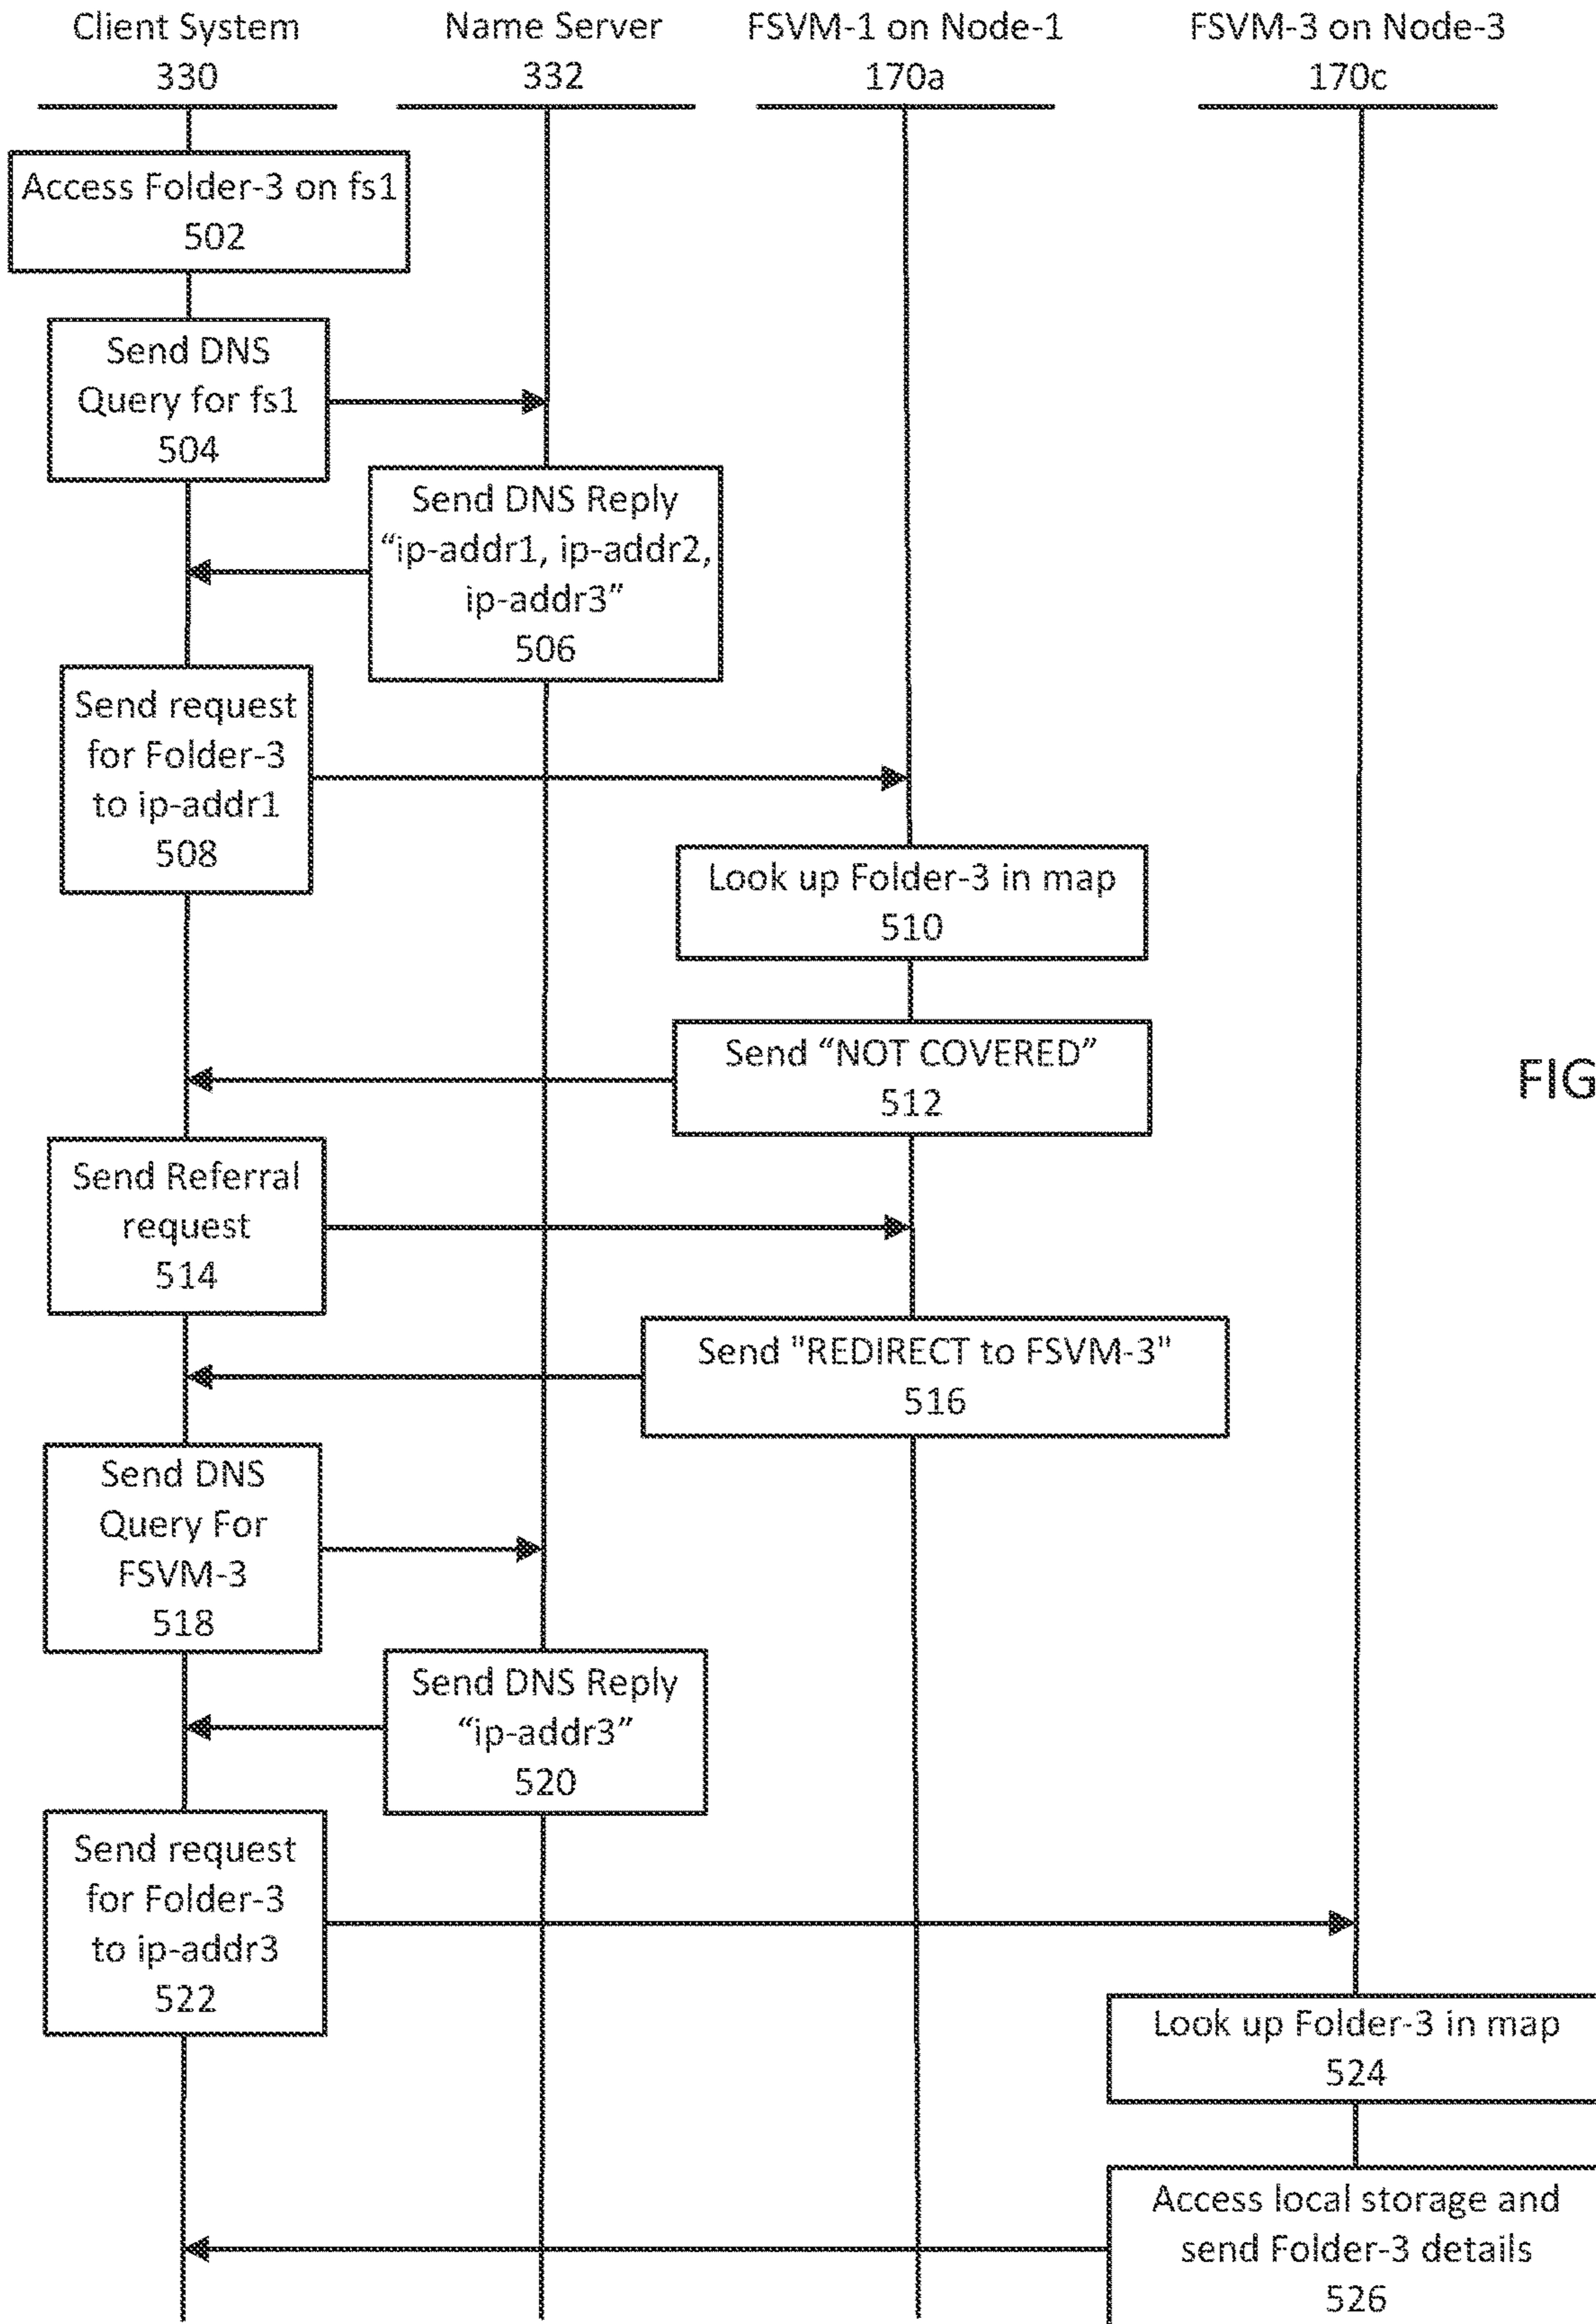 Client System
330
Name Server
332
FSVM-1 on Node-1
170a
FSVM-3 on Node-3
170c
Access Folder-3 on fs1
502
Send DNS
Query for fs1
504
Send DNS Reply
“ip-addr1, ip-addr2,
ip-addr3”
506
Send request
for Folder-3
to ip-addr1
508
Look up Folder-3 in map
510
Send “NOT COVERED”
512
FIG
Send Referral
request
514
Send "REDIRECT to FSVM-3"
516
Send DNS
Query For
FSVM-3
518
Send DNS Reply
“ip-addr3”
520
Send request
for Folder-3
to ip-addr3
522
Look up Folder-3 in map
524
Access local storage and
send Folder-3 details
526